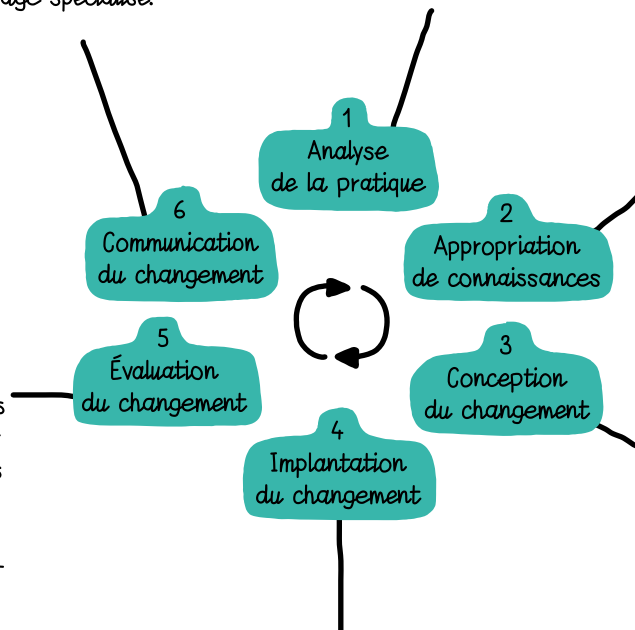 spécialisé.
1
Analyse
de la pratique
2
Appropriation
de connaissances
3
Conception
du changement
4
Implantation
du changement
5
Évaluation
du changement
6
Communication
du changement